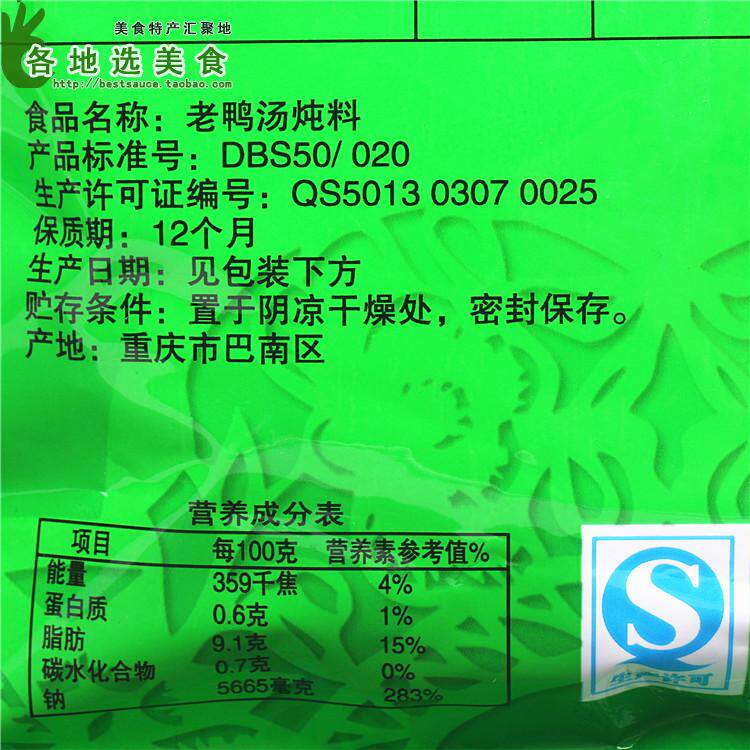 美食特产汇聚地
各地选美食
http://bestsauce.taobao.com
食品名称：老鸭汤炖料
产品标准号：DBS50/ 020
生产许可证编号：QS5013 0307 0025
保质期：12个月
生产日期：见包装下方
贮存条件：置于阴凉干燥处，密封保存。
产地：重庆市巴南区
营养成分表
项目 每100克 营养素参考值%
能量 359千焦 4%
蛋白质 0.6克 1%
脂肪 9.1克 15%
碳水化合物 0.7克 0%
钠 5665毫克 283%
QS
生产许可